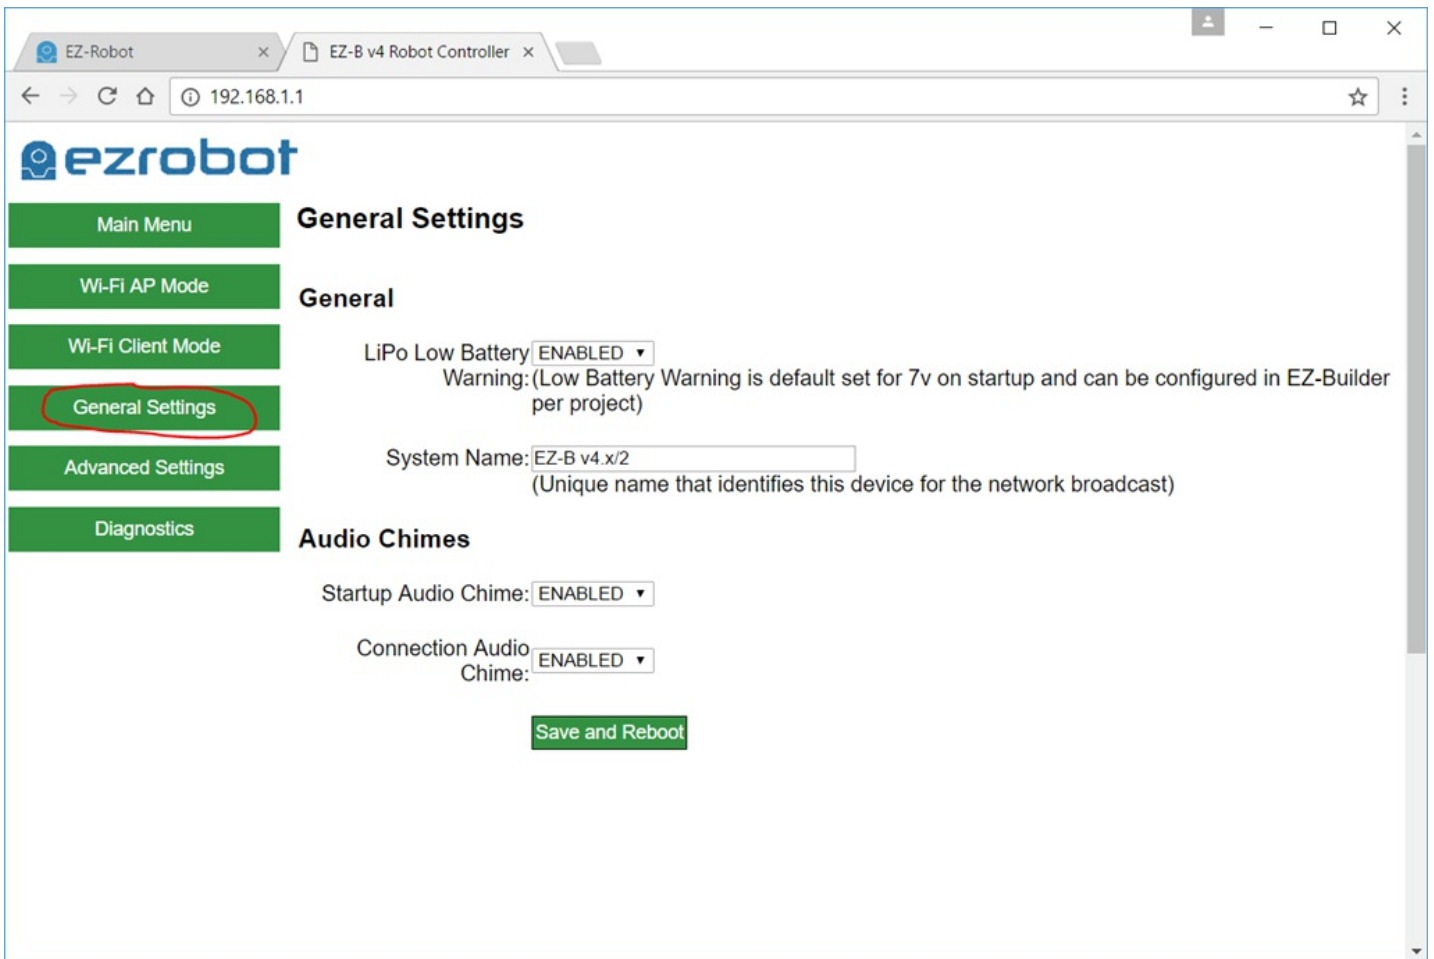 EZ-Robot
EZ-B v4 Robot Controller
192.168.1.1
ezrobot
Main Menu
Wi-Fi AP Mode
Wi-Fi Client Mode
General Settings
Advanced Settings
Diagnostics
General Settings
General
LiPo Low Battery ENABLED
Warning: (Low Battery Warning is default set for 7v on startup and can be configured in EZ-Builder
per project)
System Name: EZ-B v4.x/2
(Unique name that identifies this device for the network broadcast)
Audio Chimes
Startup Audio Chime: ENABLED
Connection Audio
Chime: ENABLED
Save and Reboot